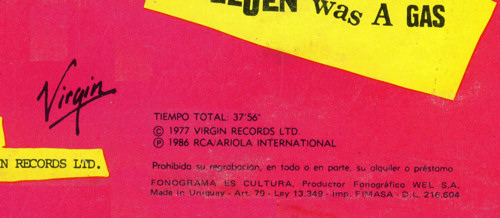 was A GAS
Virgin
TIEMPO TOTAL: 37'56"
© 1977 VIRGIN RECORDS LTD.
℗ 1986 RCA/ARIOLA INTERNATIONAL
RECORDS LTD.
Prohibida su regrabación, en todo o en parte, su alquiler o préstamo
FONOGRAMA ES CULTURA. Productor Fonográfico WEL S.A.
Made in Uruguay - Art. 79 - Ley 13.349 - Imp. FIMASA - D.L. 216.604